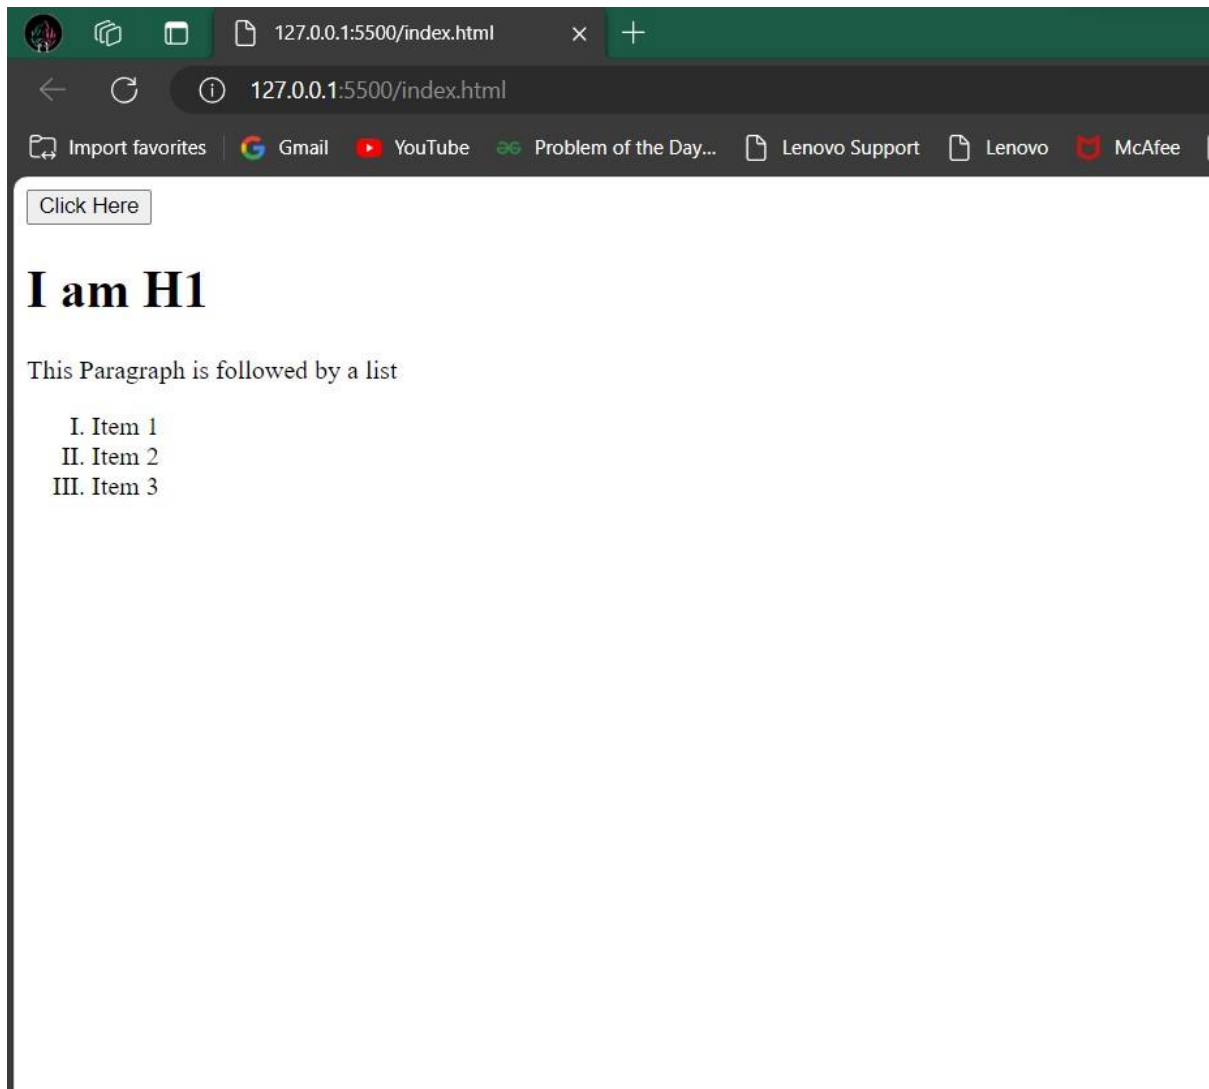 127.0.0.1:5500/index.html
127.0.0.1:5500/index.html
Import favorites Gmail YouTube Problem of the Day... Lenovo Support Lenovo McAfee
Click Here
I am H1
This Paragraph is followed by a list
I. Item 1
II. Item 2
III. Item 3